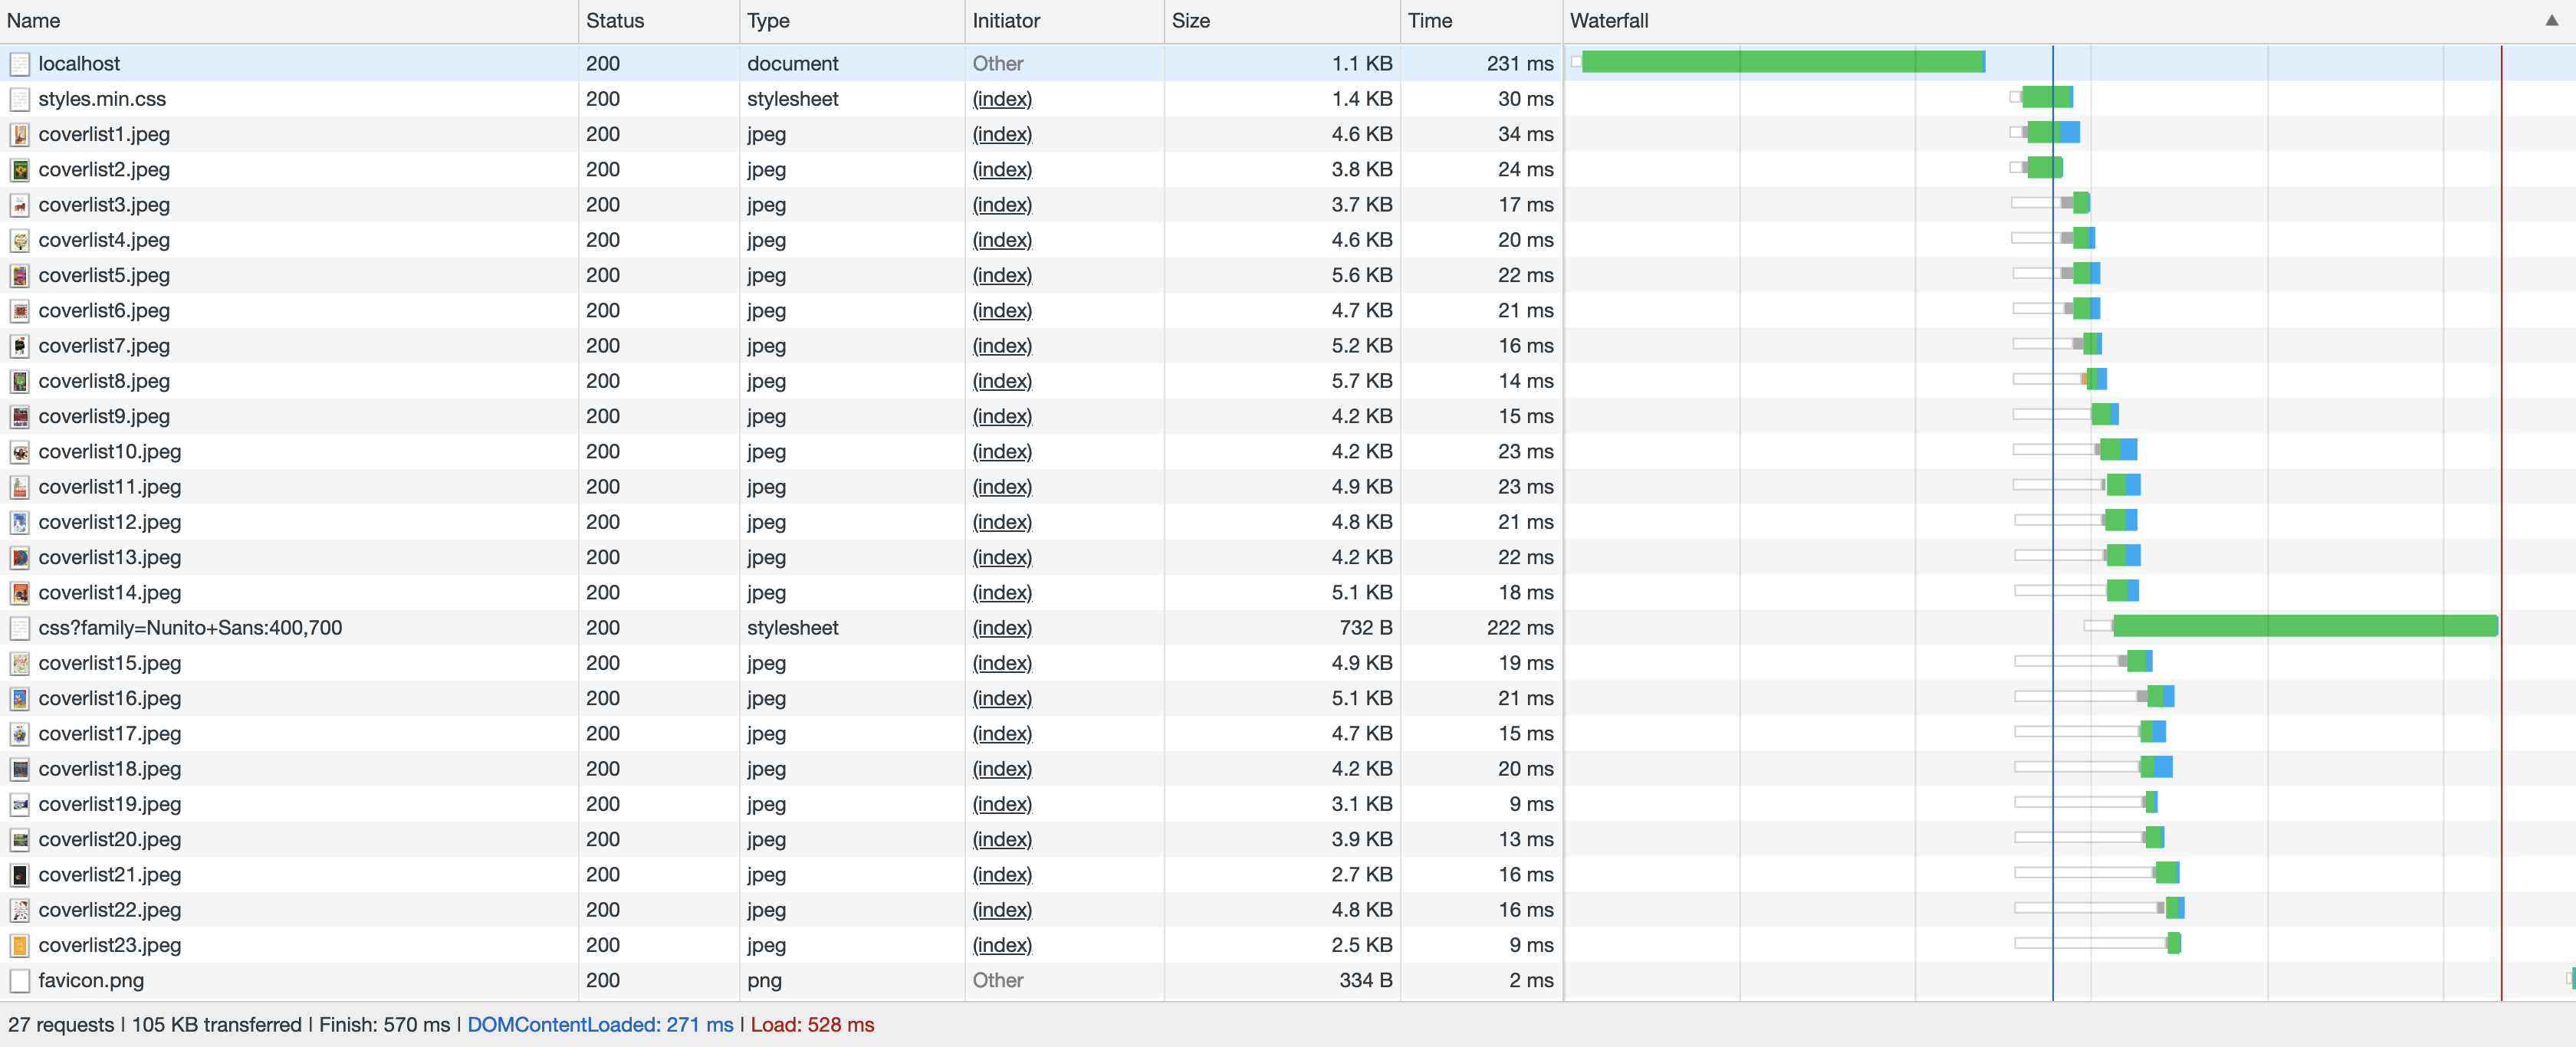 Name Status Type Initiator Size Time Waterfall ▲
localhost 200 document Other 1.1 KB 231 ms
styles.min.css 200 stylesheet (index) 1.4 KB 30 ms
coverlist1.jpeg 200 jpeg (index) 4.6 KB 34 ms
coverlist2.jpeg 200 jpeg (index) 3.8 KB 24 ms
coverlist3.jpeg 200 jpeg (index) 3.7 KB 17 ms
coverlist4.jpeg 200 jpeg (index) 4.6 KB 20 ms
coverlist5.jpeg 200 jpeg (index) 5.6 KB 22 ms
coverlist6.jpeg 200 jpeg (index) 4.7 KB 21 ms
coverlist7.jpeg 200 jpeg (index) 5.2 KB 16 ms
coverlist8.jpeg 200 jpeg (index) 5.7 KB 14 ms
coverlist9.jpeg 200 jpeg (index) 4.2 KB 15 ms
coverlist10.jpeg 200 jpeg (index) 4.2 KB 23 ms
coverlist11.jpeg 200 jpeg (index) 4.9 KB 23 ms
coverlist12.jpeg 200 jpeg (index) 4.8 KB 21 ms
coverlist13.jpeg 200 jpeg (index) 4.2 KB 22 ms
coverlist14.jpeg 200 jpeg (index) 5.1 KB 18 ms
css?family=Nunito+Sans:400,700 200 stylesheet (index) 732 B 222 ms
coverlist15.jpeg 200 jpeg (index) 4.9 KB 19 ms
coverlist16.jpeg 200 jpeg (index) 5.1 KB 21 ms
coverlist17.jpeg 200 jpeg (index) 4.7 KB 15 ms
coverlist18.jpeg 200 jpeg (index) 4.2 KB 20 ms
coverlist19.jpeg 200 jpeg (index) 3.1 KB 9 ms
coverlist20.jpeg 200 jpeg (index) 3.9 KB 13 ms
coverlist21.jpeg 200 jpeg (index) 2.7 KB 16 ms
coverlist22.jpeg 200 jpeg (index) 4.8 KB 16 ms
coverlist23.jpeg 200 jpeg (index) 2.5 KB 9 ms
favicon.png 200 png Other 334 B 2 ms
27 requests | 105 KB transferred | Finish: 570 ms | DOMContentLoaded: 271 ms | Load: 528 ms